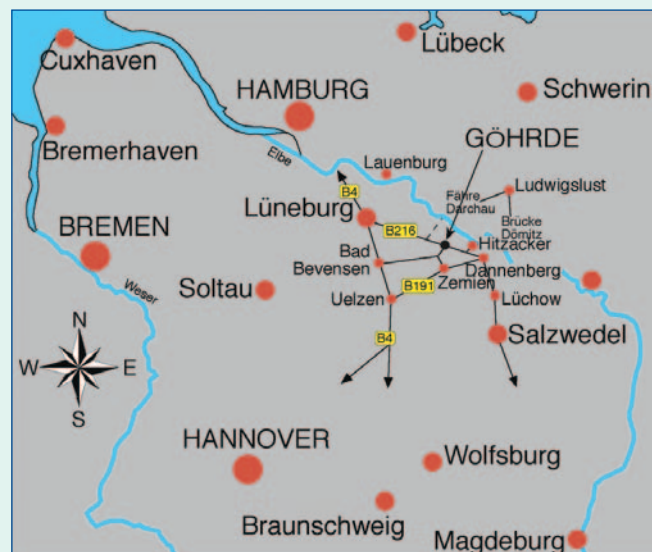 Cuxhaven
Lübeck
HAMBURG
Schwerin
Bremerhaven
Elbe
GÖHRDE
Lauenburg
B4
Fähre
Darchau
Ludwigslust
Lüneburg
Brücke
Dömitz
BREMEN
B216
Hitzacker
Bad
Bevensen
Dannenberg
Zernien
Weser
Soltau
Uelzen
B191
Lüchow
N
W
E
S
B4
Salzwedel
HANNOVER
Wolfsburg
Braunschweig
Magdeburg